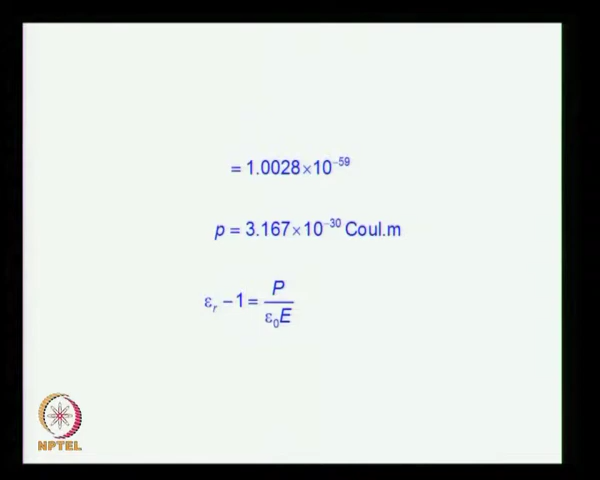 = 1.0028×10⁻⁵⁹
p = 3.167×10⁻³⁰ Coul.m
εᵣ − 1 = P / ε₀E
NPTEL